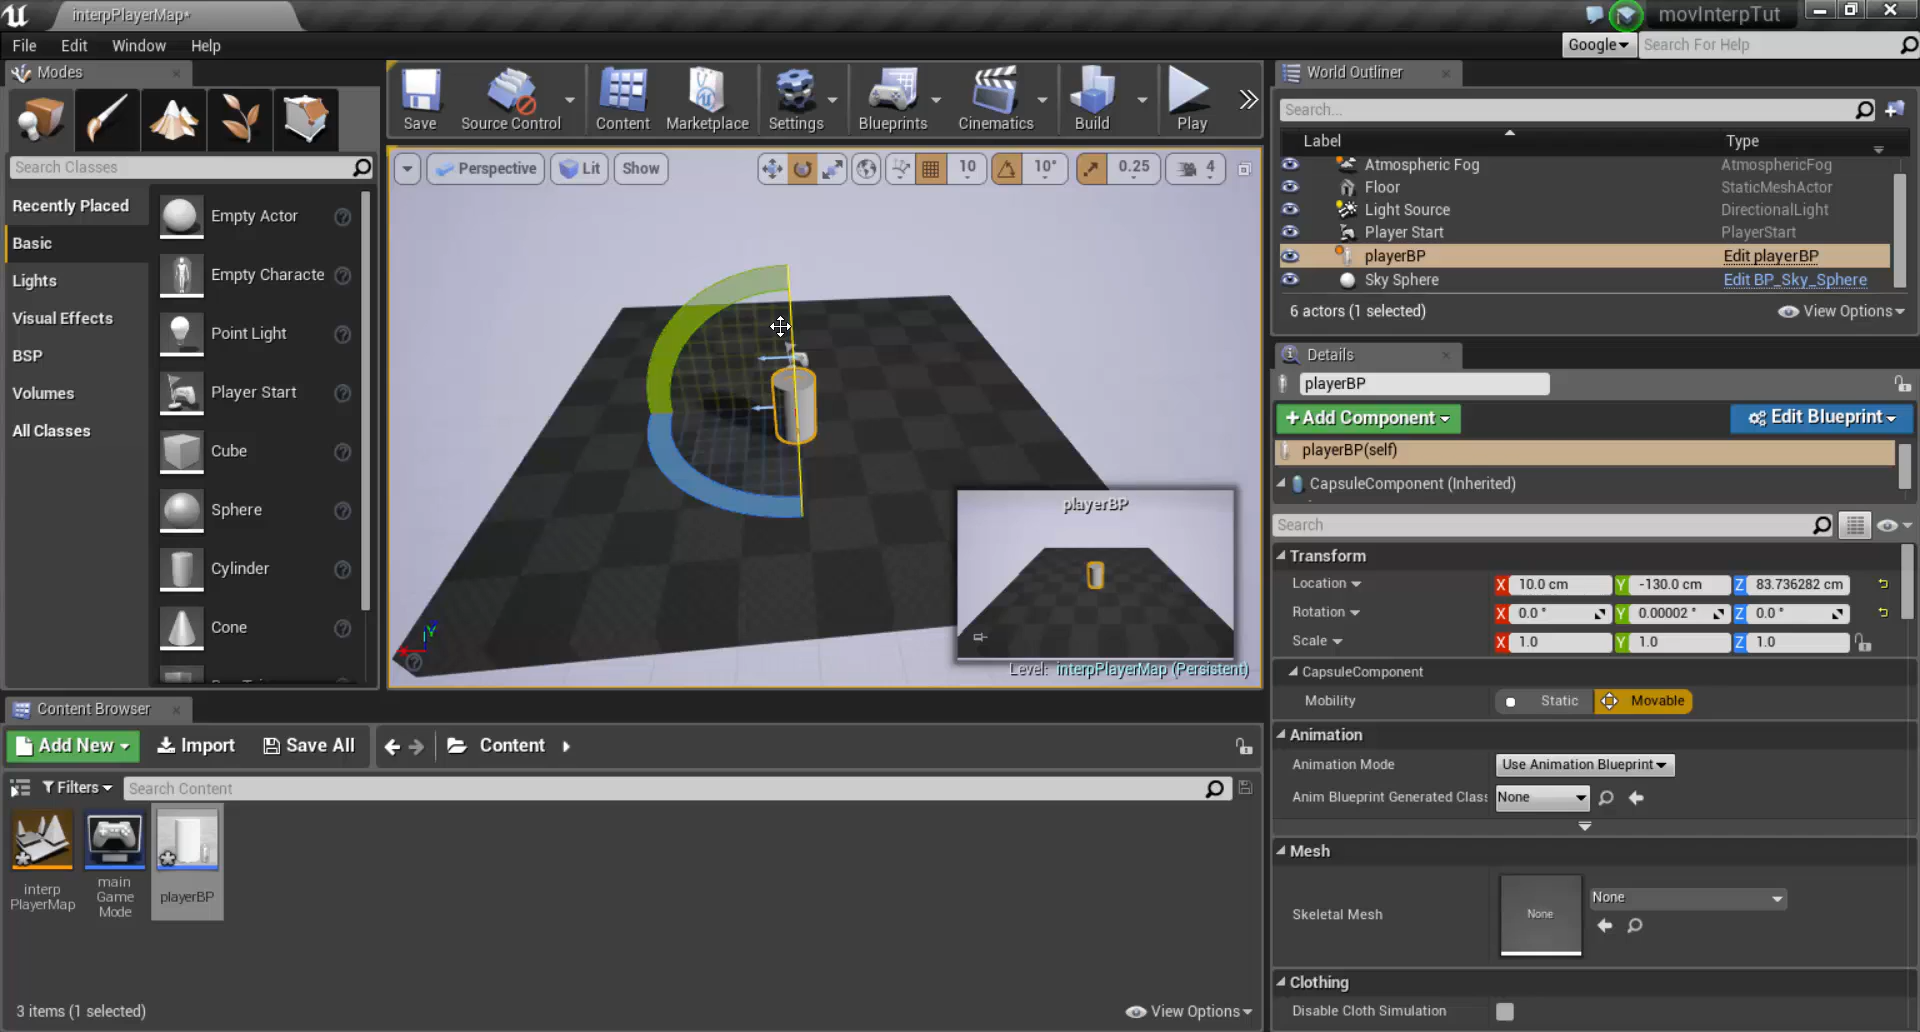 interpPlayerMap*
movInterpTut
File
Edit
Window
Help
Google
Search For Help
Modes
Search Classes
Recently Placed
Basic
Lights
Visual Effects
BSP
Volumes
All Classes
Empty Actor
Empty Characte
Point Light
Player Start
Cube
Sphere
Cylinder
Cone
Save
Source Control
Content
Marketplace
Settings
Blueprints
Cinematics
Build
Play
Perspective
Lit
Show
10
10°
0.25
4
playerBP
Level: interpPlayerMap (Persistent)
World Outliner
Search...
Label
Type
Atmospheric Fog
AtmosphericFog
Floor
StaticMeshActor
Light Source
DirectionalLight
Player Start
PlayerStart
playerBP
Edit playerBP
Sky Sphere
Edit BP_Sky_Sphere
6 actors (1 selected)
View Options
Details
playerBP
+Add Component
Edit Blueprint
playerBP(self)
CapsuleComponent (Inherited)
Search
Transform
Location
X 10.0 cm
Y -130.0 cm
Z 83.736282 cm
Rotation
X 0.0 °
Y 0.00002 °
Z 0.0 °
Scale
X 1.0
Y 1.0
Z 1.0
CapsuleComponent
Mobility
Static
Movable
Animation
Animation Mode
Use Animation Blueprint
Anim Blueprint Generated Clas
None
Mesh
Skeletal Mesh
None
None
Clothing
Disable Cloth Simulation
Content Browser
Add New
Import
Save All
Content
Filters
Search Content
interp
PlayerMap
main
Game
Mode
playerBP
3 items (1 selected)
View Options